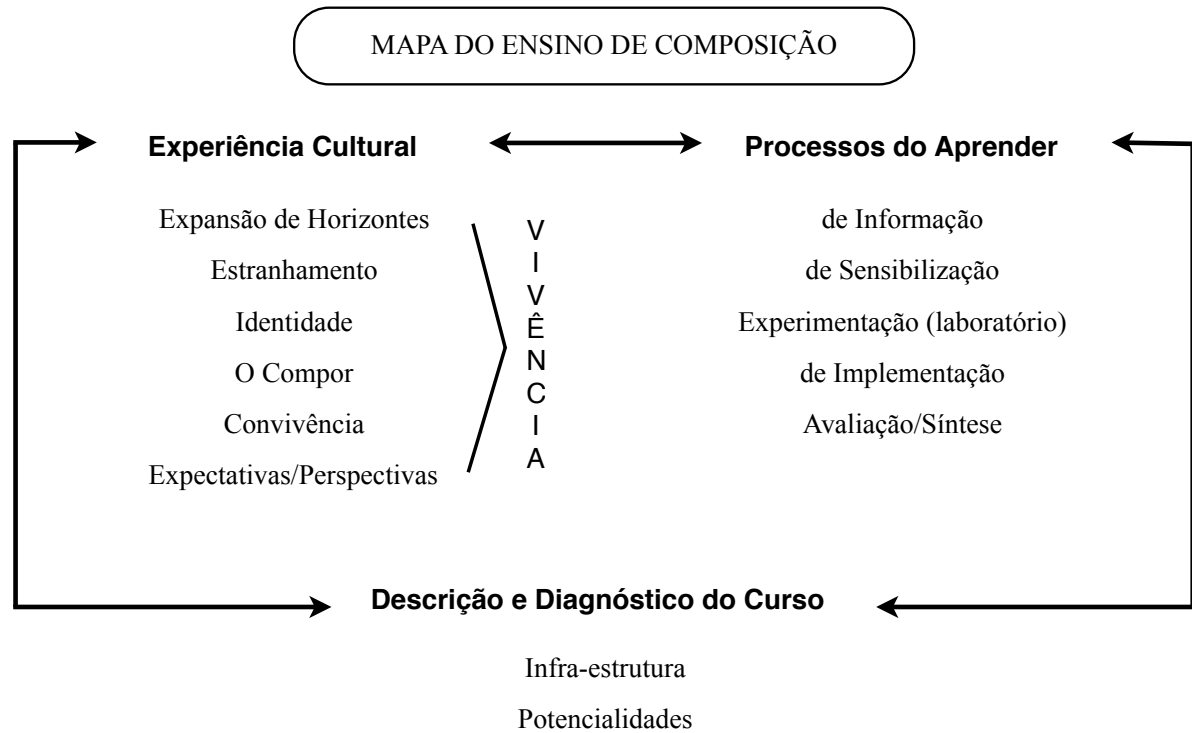 MAPA DO ENSINO DE COMPOSIÇÃO
Experiência Cultural
Expansão de Horizontes
Estranhamento
Identidade
O Compor
Convivência
Expectativas/Perspectivas
VIVÊNCIA
Processos do Aprender
de Informação
de Sensibilização
Experimentação (laboratório)
de Implementação
Avaliação/Síntese
Descrição e Diagnóstico do Curso
Infra-estrutura
Potencialidades